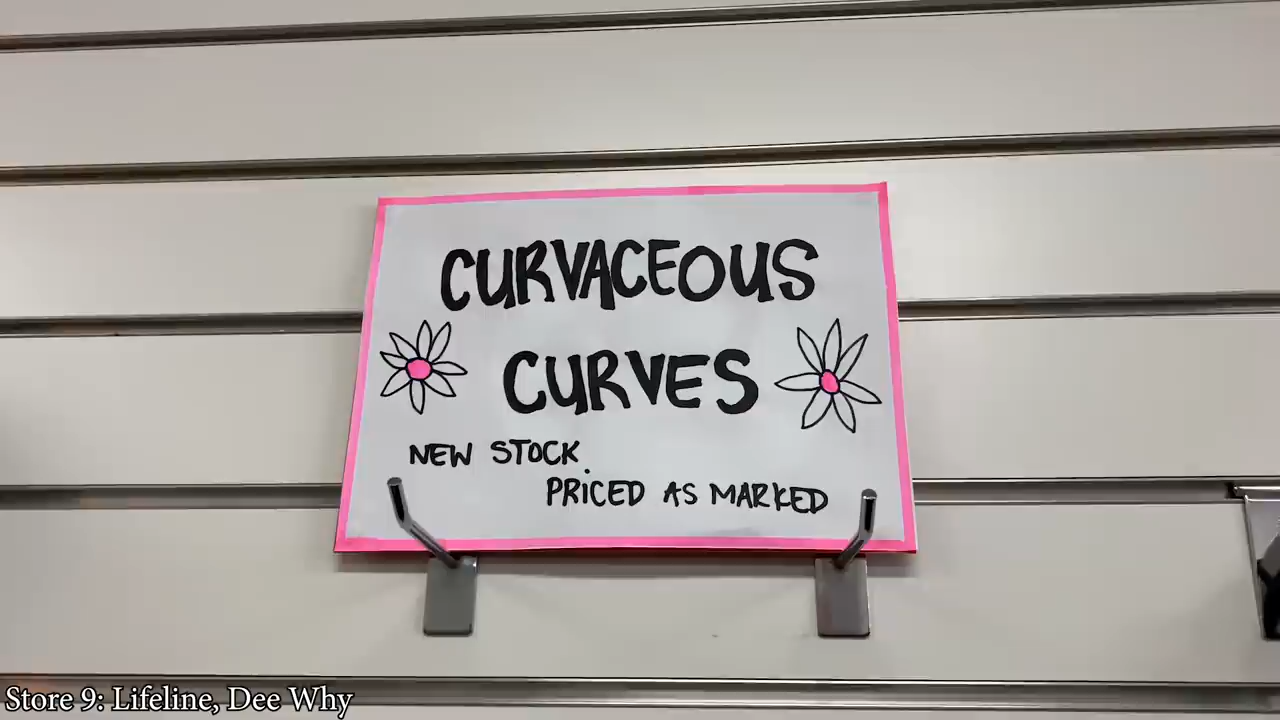 CURVACEOUS
CURVES
NEW STOCK
PRICED AS MARKED
Store 9: Lifeline, Dee Why